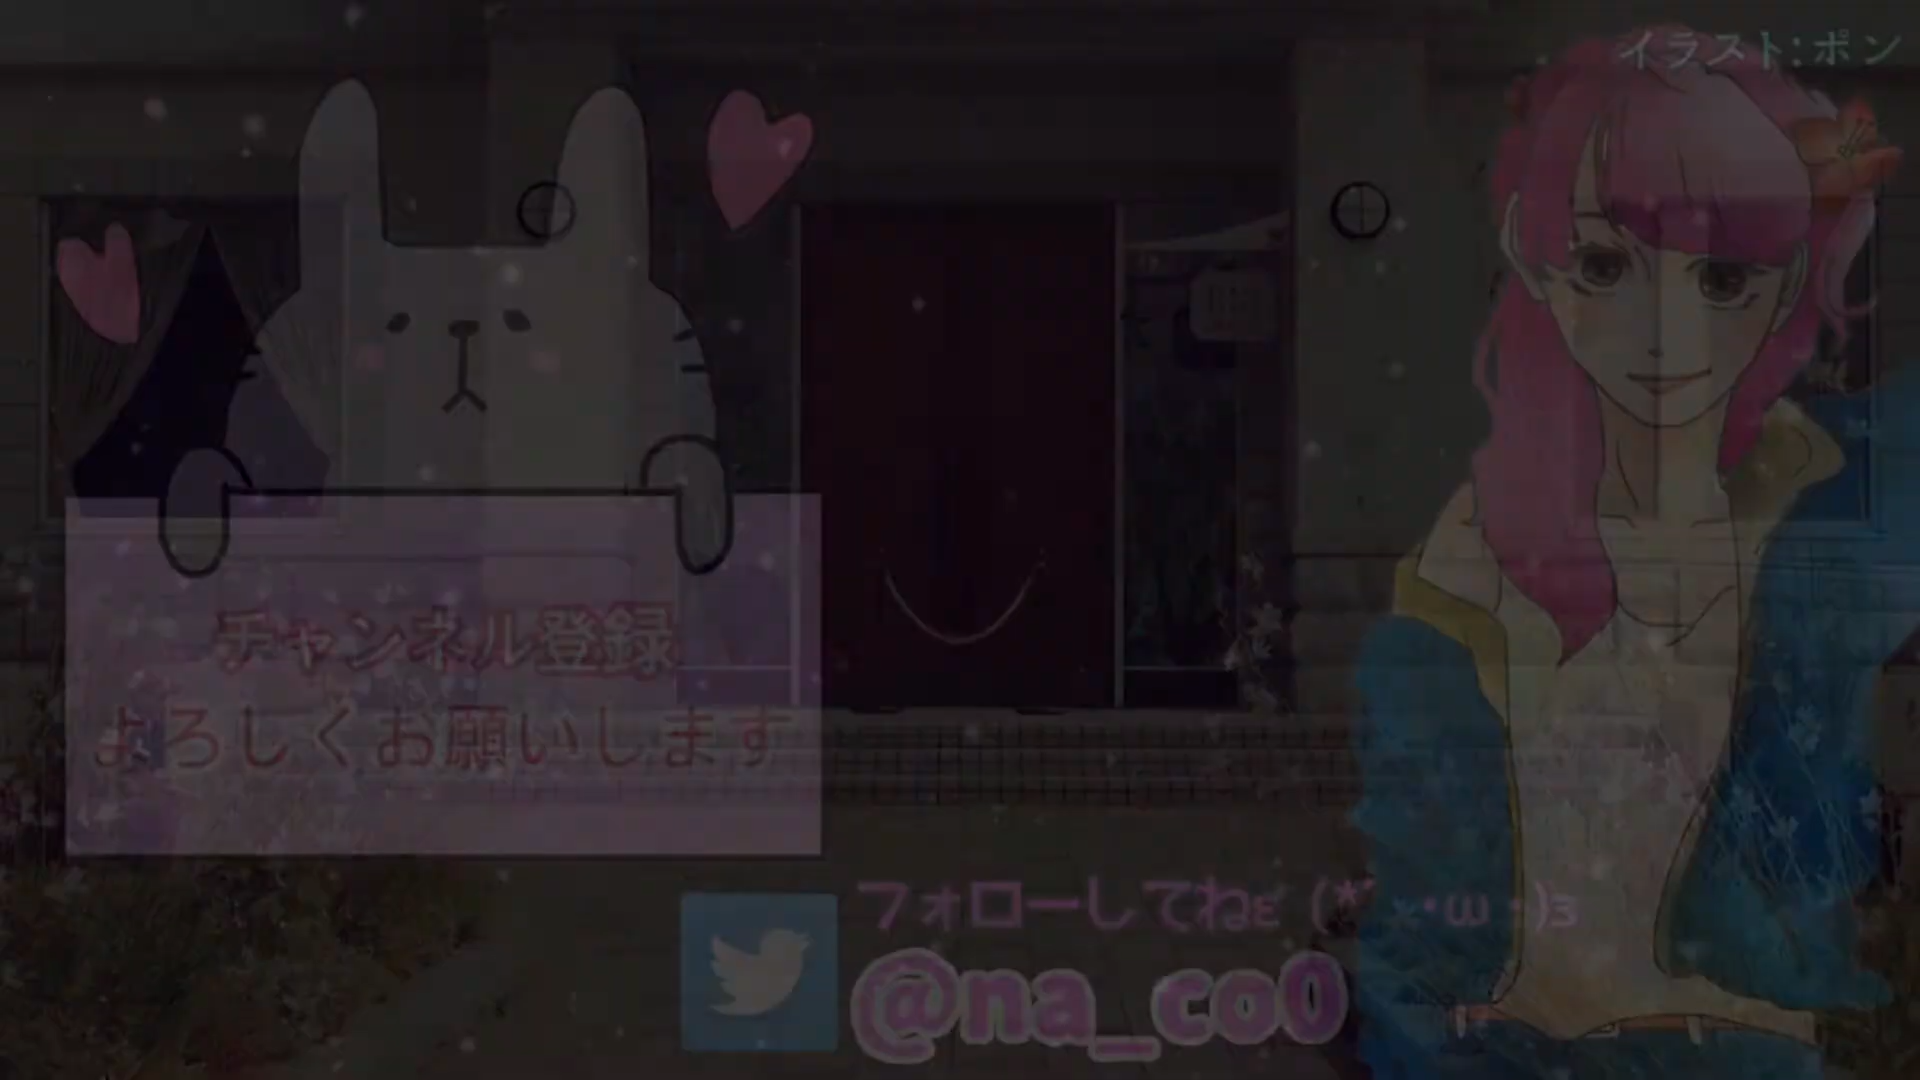 イラスト:ポン
チャンネル登録
よろしくお願いします
フォローしてねε
@na_co0